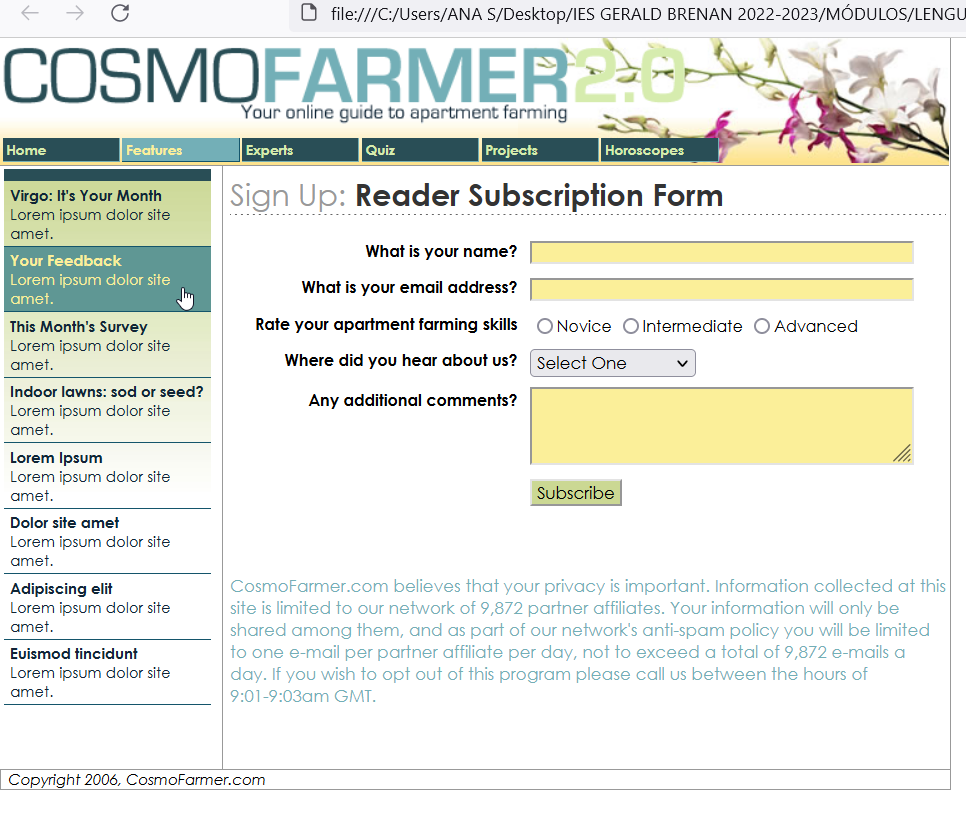 file:///C:/Users/ANA S/Desktop/IES GERALD BRENAN 2022-2023/MÓDULOS/LENGU
COSMOFARMER2.0
Your online guide to apartment farming
Home Features Experts Quiz Projects Horoscopes
Virgo: It's Your Month
Lorem ipsum dolor site
amet.
Your Feedback
Lorem ipsum dolor site
amet.
This Month's Survey
Lorem ipsum dolor site
amet.
Indoor lawns: sod or seed?
Lorem ipsum dolor site
amet.
Lorem Ipsum
Lorem ipsum dolor site
amet.
Dolor site amet
Lorem ipsum dolor site
amet.
Adipiscing elit
Lorem ipsum dolor site
amet.
Euismod tincidunt
Lorem ipsum dolor site
amet.
Sign Up: Reader Subscription Form
What is your name?
What is your email address?
Rate your apartment farming skills Novice Intermediate Advanced
Where did you hear about us? Select One
Any additional comments?
Subscribe
CosmoFarmer.com believes that your privacy is important. Information collected at this
site is limited to our network of 9,872 partner affiliates. Your information will only be
shared among them, and as part of our network's anti-spam policy you will be limited
to one e-mail per partner affiliate per day, not to exceed a total of 9,872 e-mails a
day. If you wish to opt out of this program please call us between the hours of
9:01-9:03am GMT.
Copyright 2006, CosmoFarmer.com